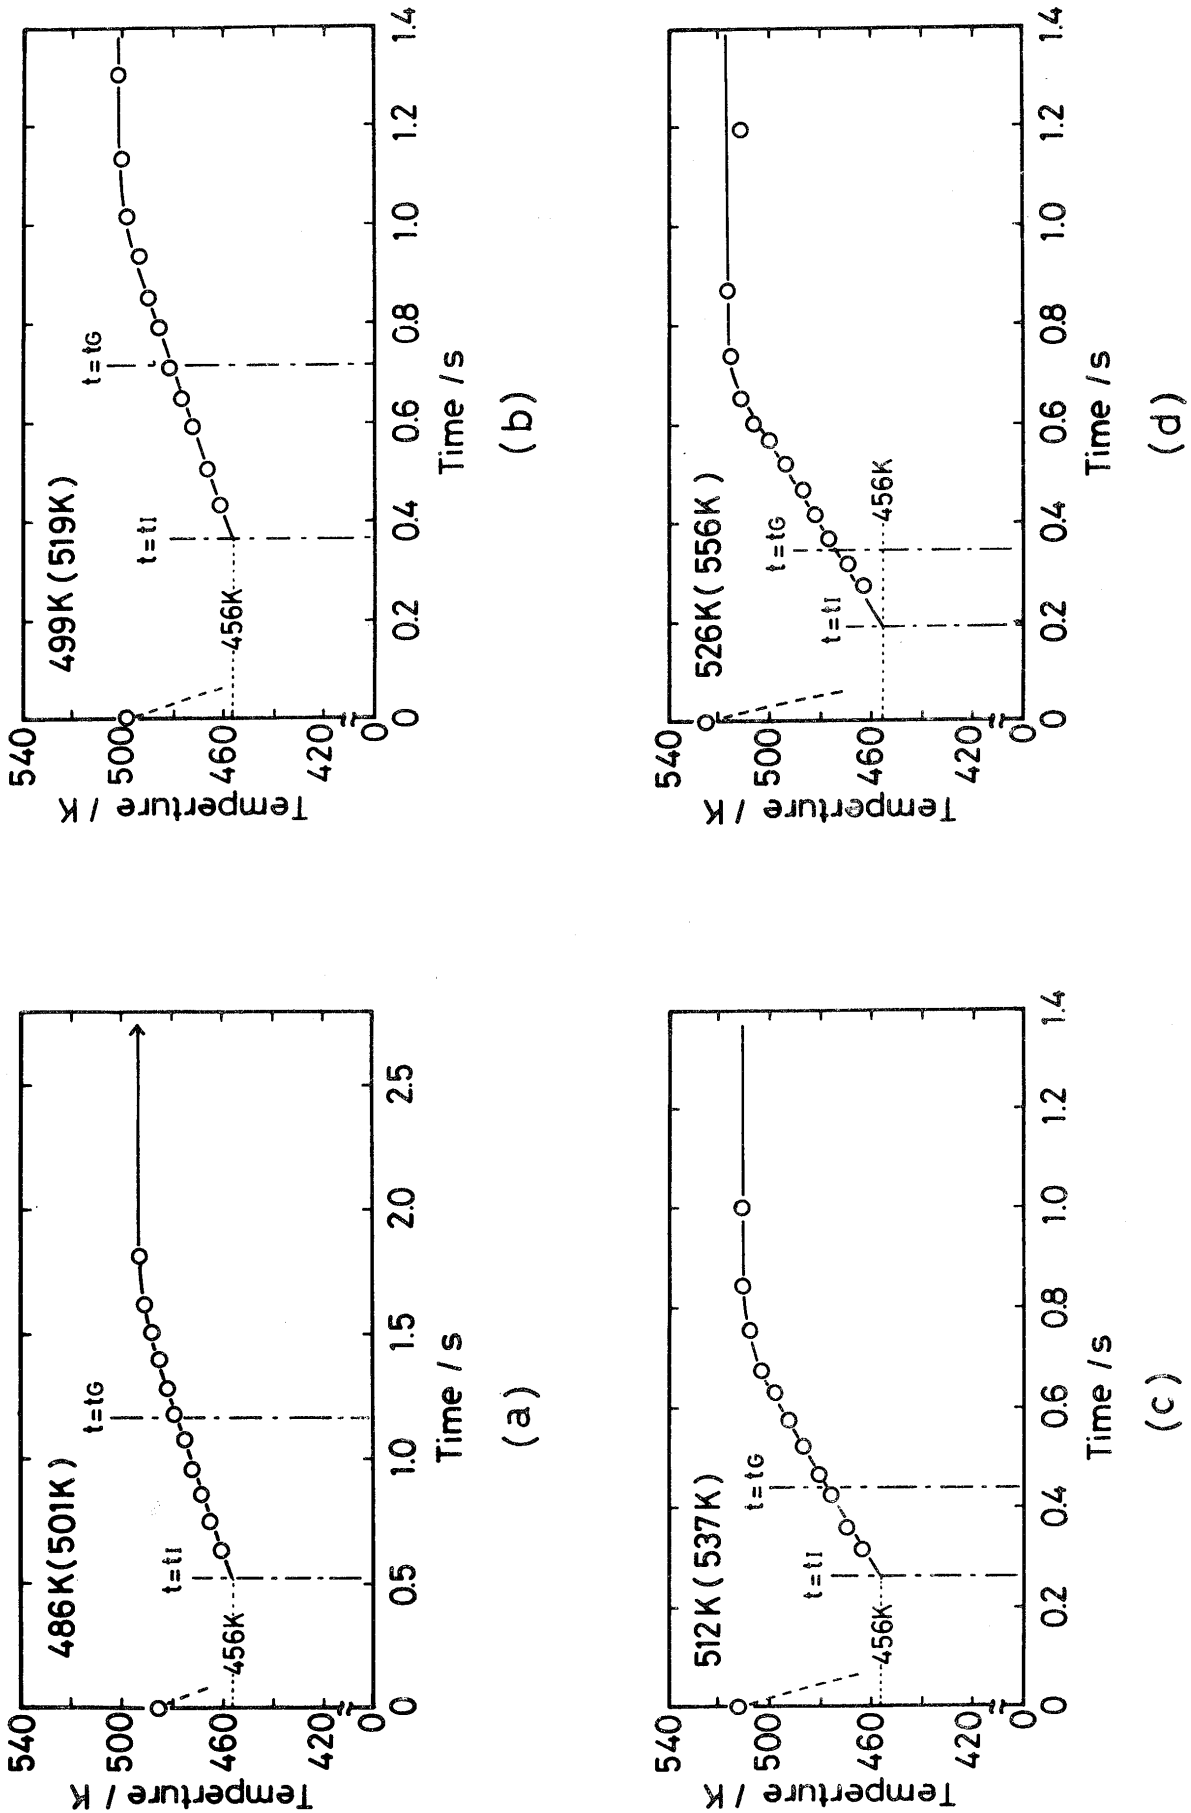 486K(501K)
Temperture / K
540
500
460
420
0
t=tI
t=tG
456K
0
0.5
1.0
1.5
2.0
2.5
Time /s
(a)
499K(519K)
Temperture / K
540
500
460
420
0
t=tI
t=tG
456K
0
0.2
0.4
0.6
0.8
1.0
1.2
1.4
Time /s
(b)
512K(537K)
Temperture / K
540
500
460
420
0
t=tI
t=tG
456K
0
0.2
0.4
0.6
0.8
1.0
1.2
1.4
Time /s
(c)
526K(556K)
Temperture / K
540
500
460
420
0
t=tI
t=tG
456K
0
0.2
0.4
0.6
0.8
1.0
1.2
1.4
Time /s
(d)